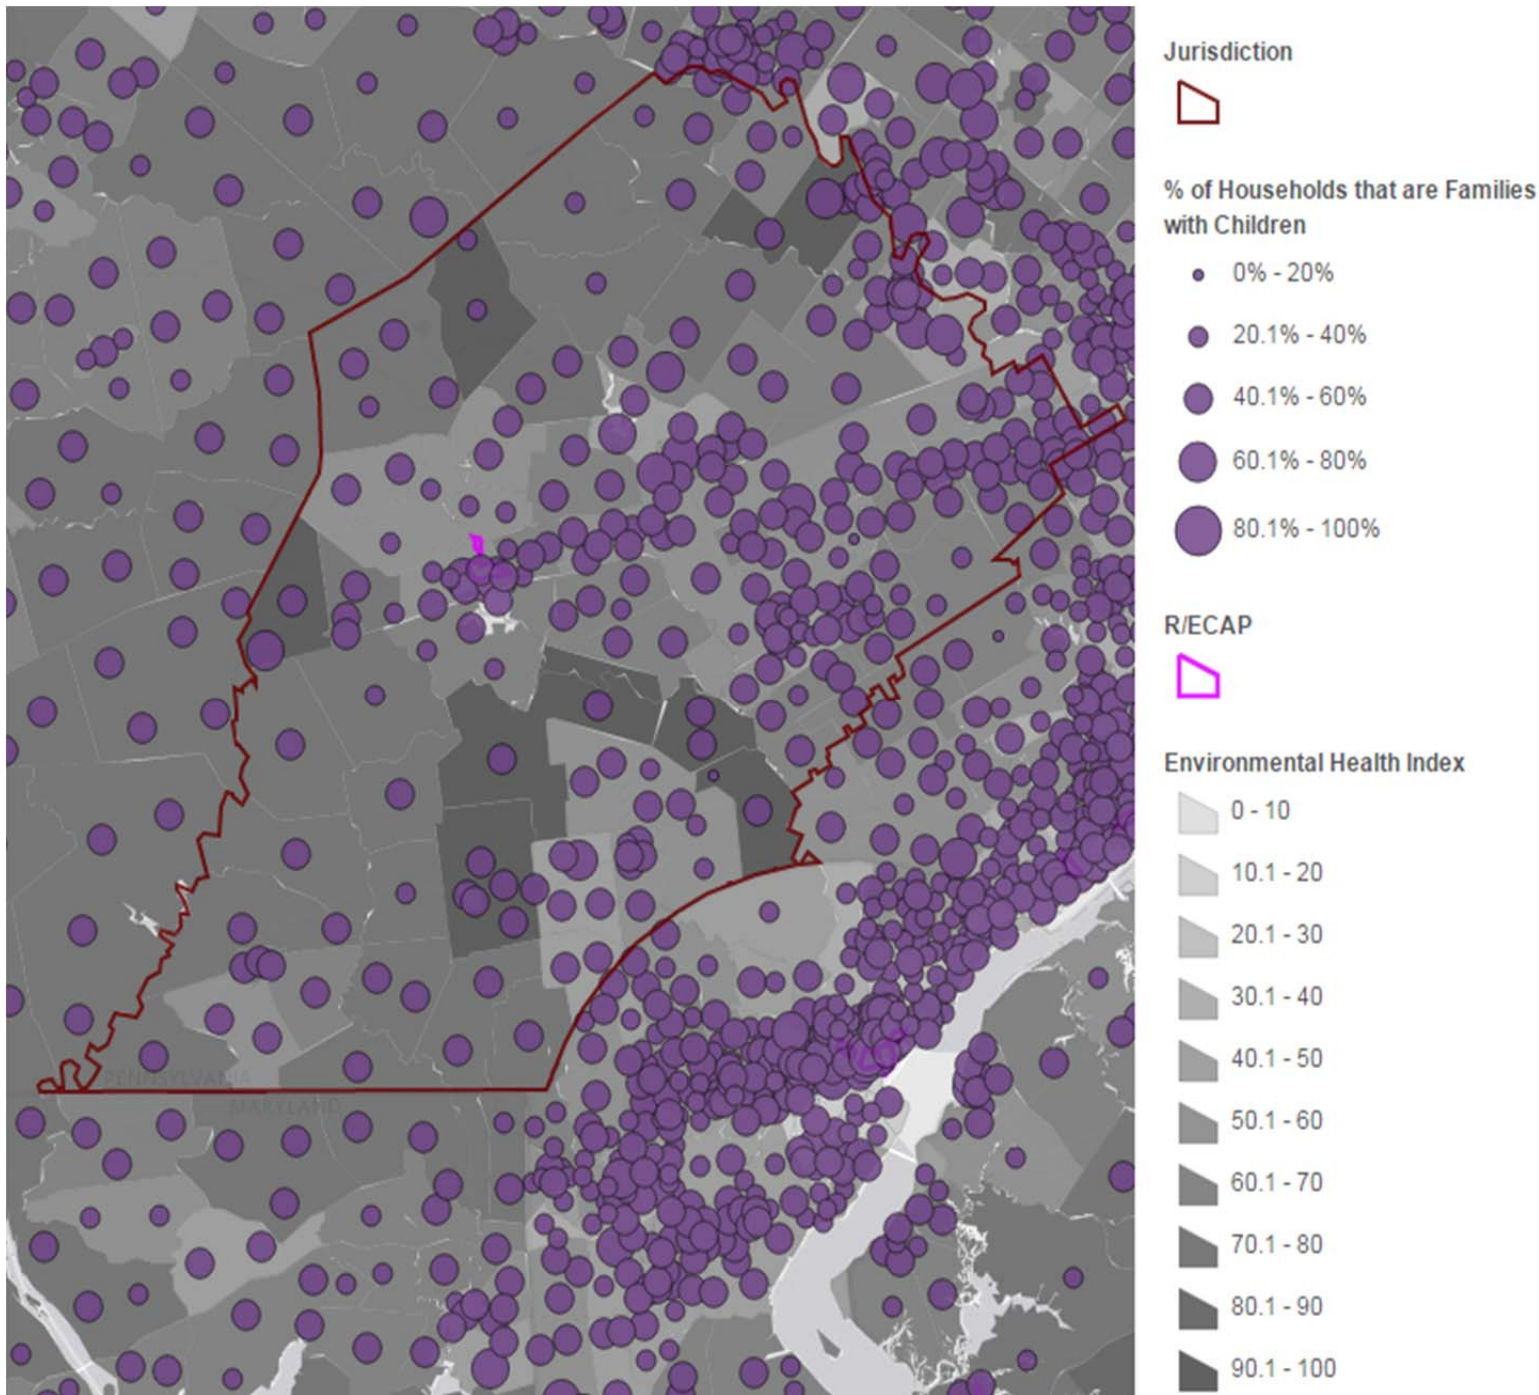 Jurisdiction
% of Households that are Families
with Children
0% - 20%
20.1% - 40%
40.1% - 60%
60.1% - 80%
80.1% - 100%
R/ECAP
Environmental Health Index
0 - 10
10.1 - 20
20.1 - 30
30.1 - 40
40.1 - 50
50.1 - 60
60.1 - 70
70.1 - 80
80.1 - 90
90.1 - 100
PENNSYLVANIA
MARYLAND